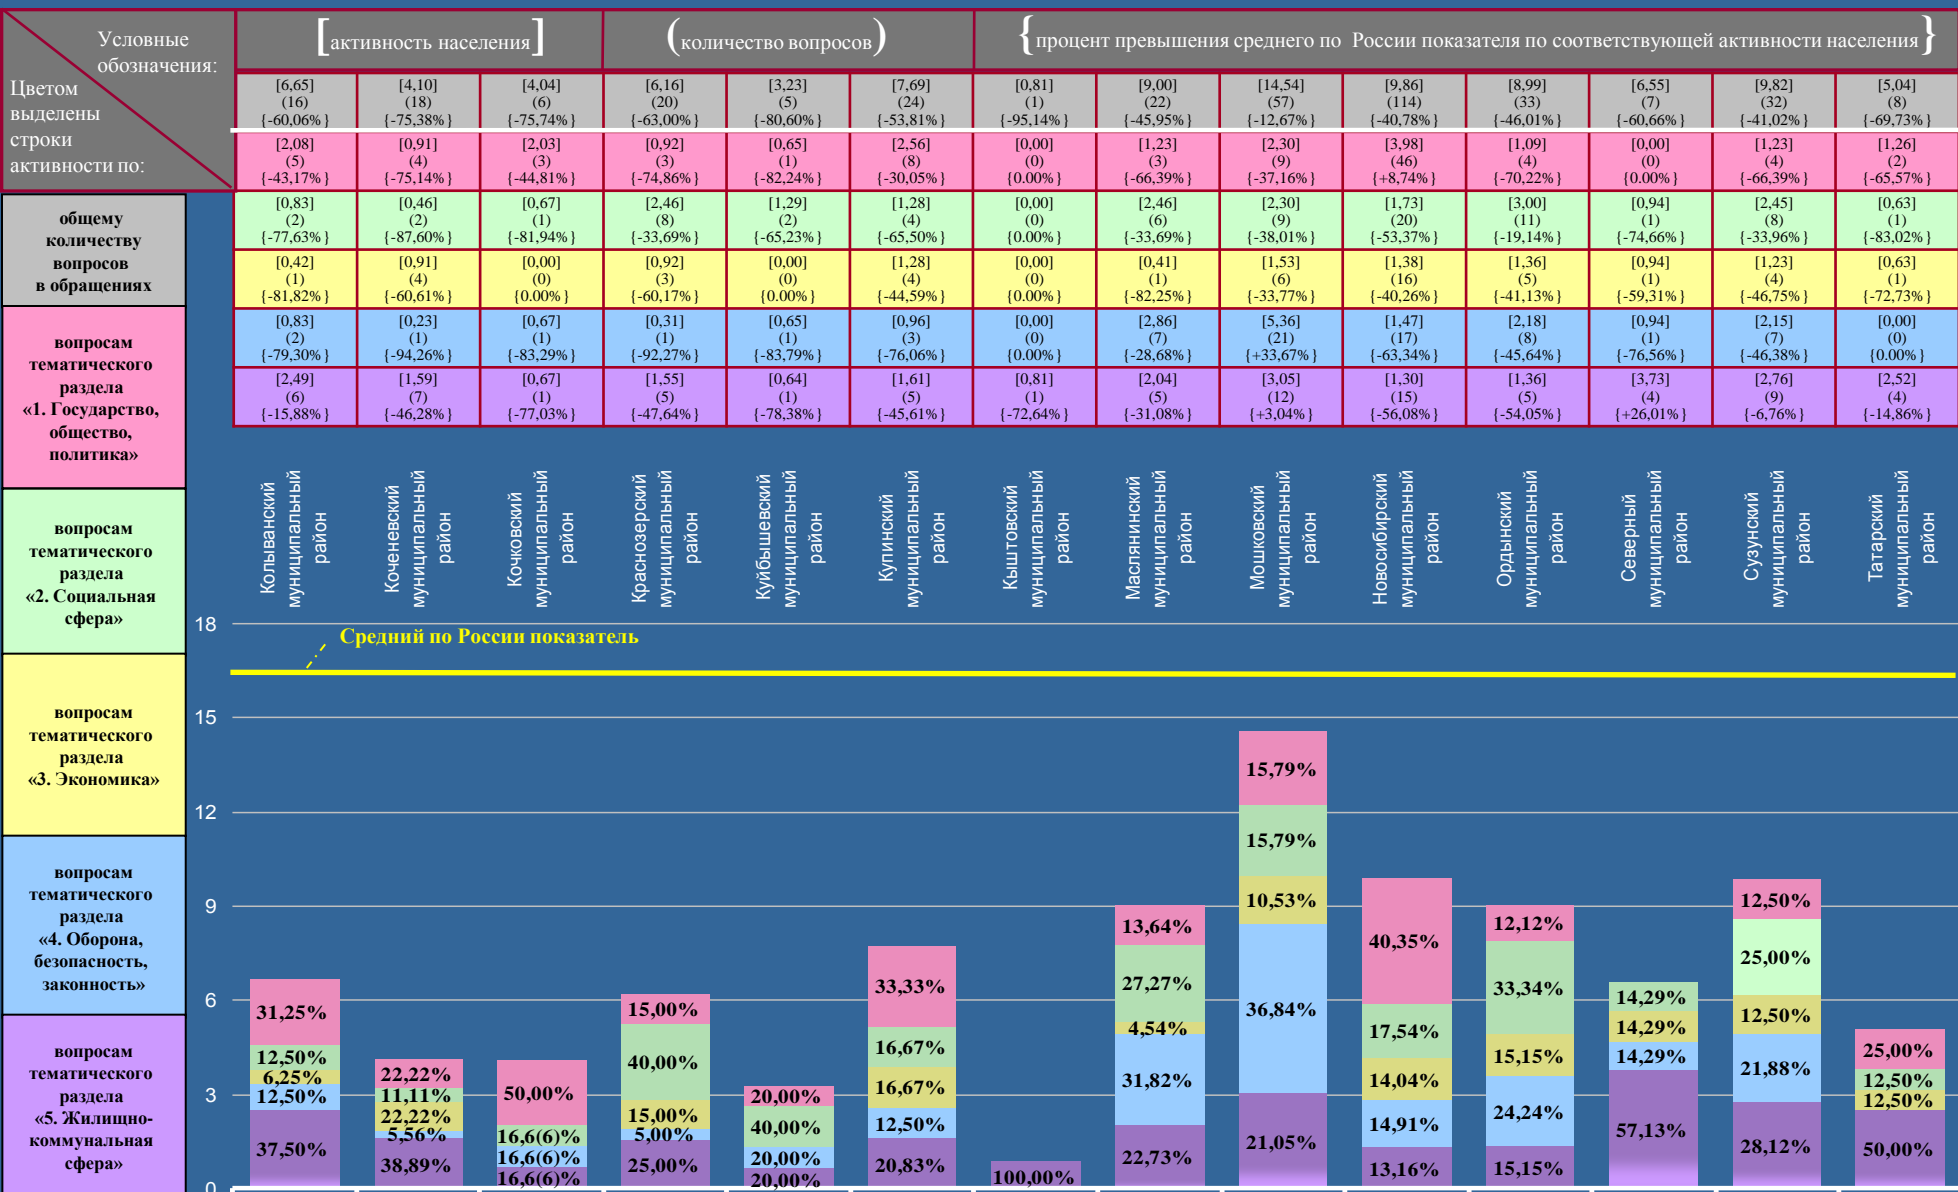 Условные
обозначения:
Цветом
выделены
строки
активности по:
[активность населения]
(количество вопросов)
{процент превышения среднего по России показателя по соответствующей активности населения}
[6,65] [4,10] [4,04] [6,16] [3,23] [7,69] [0,81] [9,00] [14,54] [9,86] [8,99] [6,55] [9,82] [5,04]
(16) (18) (6) (20) (5) (24) (1) (22) (57) (114) (33) (7) (32) (8)
{-60,06%} {-75,38%} {-75,74%} {-63,00%} {-80,60%} {-53,81%} {-95,14%} {-45,95%} {-12,67%} {-40,78%} {-46,01%} {-60,66%} {-41,02%} {-69,73%}
[2,08] [0,91] [2,03] [0,92] [0,65] [2,56] [0,00] [1,23] [2,30] [3,98] [1,09] [0,00] [1,23] [1,26]
(5) (4) (3) (3) (1) (8) (0) (3) (9) (46) (4) (0) (4) (2)
{-43,17%} {-75,14%} {-44,81%} {-74,86%} {-82,24%} {-30,05%} {0.00%} {-66,39%} {-37,16%} {+8,74%} {-70,22%} {0.00%} {-66,39%} {-65,57%}
[0,83] [0,46] [0,67] [2,46] [1,29] [1,28] [0,00] [2,46] [2,30] [1,73] [3,00] [0,94] [2,45] [0,63]
(2) (2) (1) (8) (2) (4) (0) (6) (9) (20) (11) (1) (8) (1)
{-77,63%} {-87,60%} {-81,94%} {-33,69%} {-65,23%} {-65,50%} {0.00%} {-33,69%} {-38,01%} {-53,37%} {-19,14%} {-74,66%} {-33,96%} {-83,02%}
[0,42] [0,91] [0,00] [0,92] [0,00] [1,28] [0,00] [0,41] [1,53] [1,38] [1,36] [0,94] [1,23] [0,63]
(1) (4) (0) (3) (0) (4) (0) (1) (6) (16) (5) (1) (4) (1)
{-81,82%} {-60,61%} {0.00%} {-60,17%} {0.00%} {-44,59%} {0.00%} {-82,25%} {-33,77%} {-40,26%} {-41,13%} {-59,31%} {-46,75%} {-72,73%}
[0,83] [0,23] [0,67] [0,31] [0,65] [0,96] [0,00] [2,86] [5,36] [1,47] [2,18] [0,94] [2,15] [0,00]
(2) (1) (1) (1) (1) (3) (0) (7) (21) (17) (8) (1) (7) (0)
{-79,30%} {-94,26%} {-83,29%} {-92,27%} {-83,79%} {-76,06%} {0.00%} {-28,68%} {+33,67%} {-63,34%} {-45,64%} {-76,56%} {-46,38%} {0.00%}
[2,49] [1,59] [0,67] [1,55] [0,64] [1,61] [0,81] [2,04] [3,05] [1,30] [1,36] [3,73] [2,76] [2,52]
(6) (7) (1) (5) (1) (5) (1) (5) (12) (15) (5) (4) (9) (4)
{-15,88%} {-46,28%} {-77,03%} {-47,64%} {-78,38%} {-45,61%} {-72,64%} {-31,08%} {+3,04%} {-56,08%} {-54,05%} {+26,01%} {-6,76%} {-14,86%}
общему
количеству
вопросов
в обращениях
вопросам
тематического
раздела
«1. Государство,
общество,
политика»
вопросам
тематического
раздела
«2. Социальная
сфера»
вопросам
тематического
раздела
«3. Экономика»
вопросам
тематического
раздела
«4. Оборона,
безопасность,
законность»
вопросам
тематического
раздела
«5. Жилищно-
коммунальная
сфера»
Колыванский
муниципальный
район
Коченевский
муниципальный
район
Кочковский
муниципальный
район
Краснозерский
муниципальный
район
Куйбышевский
муниципальный
район
Купинский
муниципальный
район
Кыштовский
муниципальный
район
Маслянинский
муниципальный
район
Мошковский
муниципальный
район
Новосибирский
муниципальный
район
Ордынский
муниципальный
район
Северный
муниципальный
район
Сузунский
муниципальный
район
Татарский
муниципальный
район
Средний по России показатель
18
15
12
9
6
3
0
31,25%
12,50%
6,25%
12,50%
37,50%
22,22%
11,11%
22,22%
5,56%
38,89%
50,00%
16,6(6)%
16,6(6)%
16,6(6)%
15,00%
40,00%
15,00%
5,00%
25,00%
20,00%
40,00%
20,00%
20,00%
33,33%
16,67%
16,67%
12,50%
20,83%
100,00%
13,64%
27,27%
4,54%
31,82%
22,73%
15,79%
15,79%
10,53%
36,84%
21,05%
40,35%
17,54%
14,04%
14,91%
13,16%
12,12%
33,34%
15,15%
24,24%
15,15%
14,29%
14,29%
14,29%
57,13%
12,50%
25,00%
12,50%
21,88%
28,12%
25,00%
12,50%
12,50%
50,00%